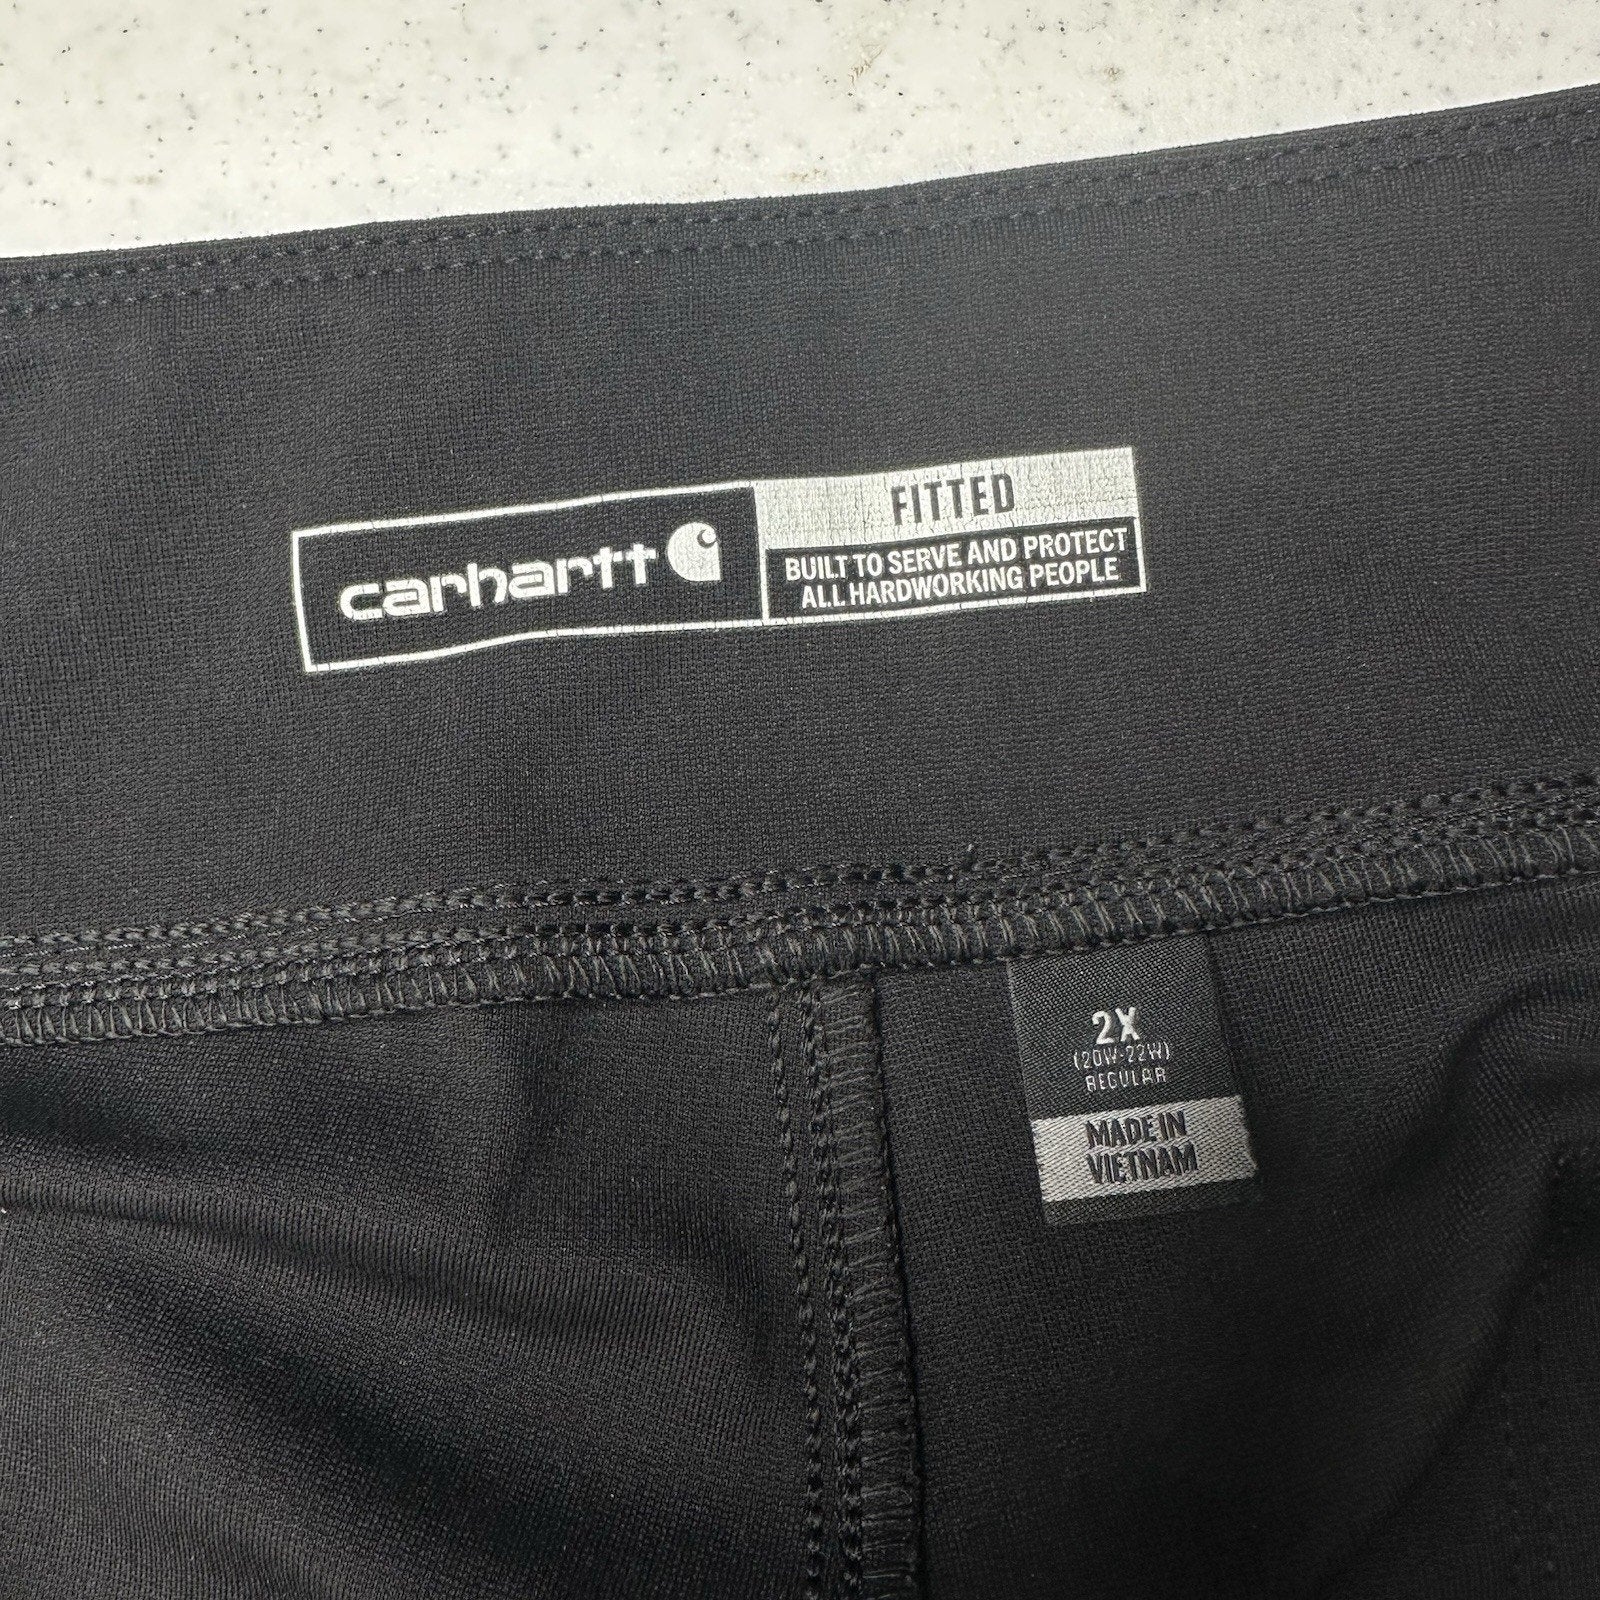 carhartt
FITTED
BUILT TO SERVE AND PROTECT
ALL HARDWORKING PEOPLE
2X
(20W-22W)
REGULAR
MADE IN
VIETNAM